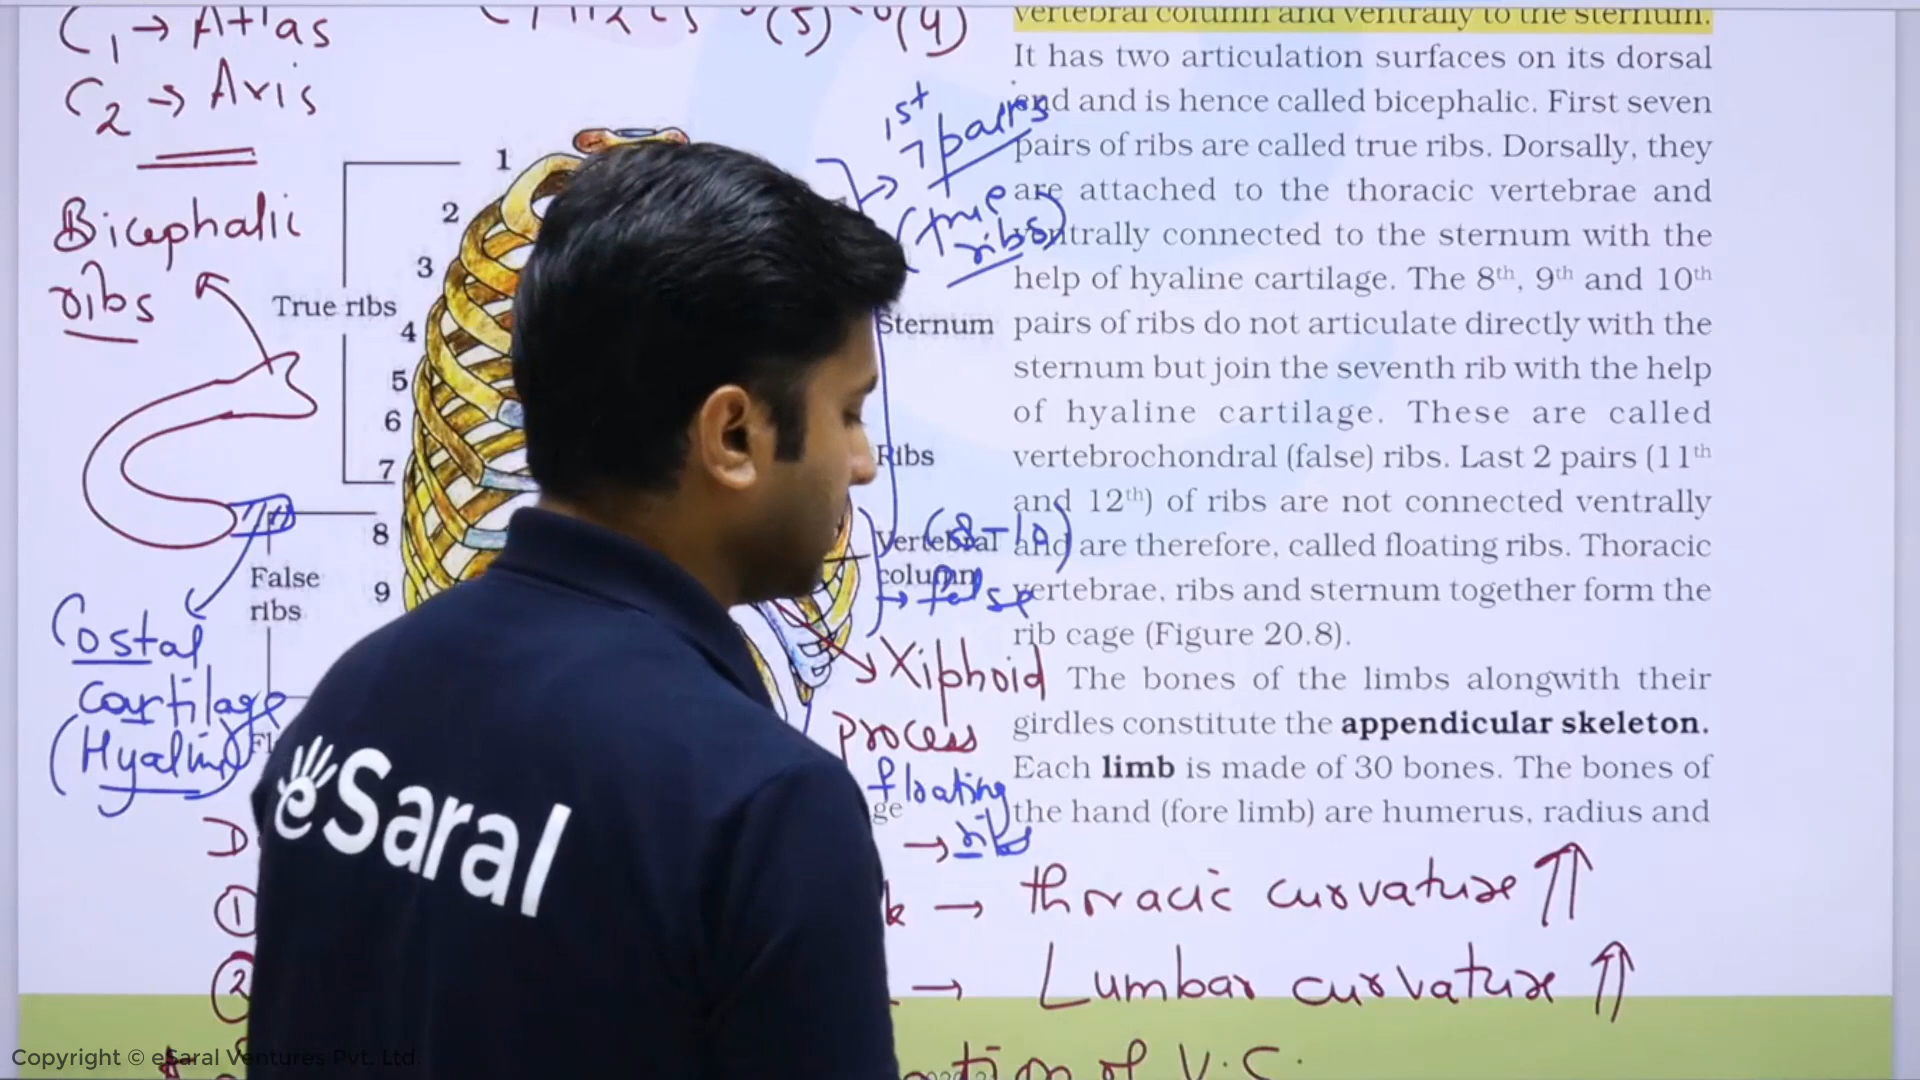 C1 → Atlas
(5) (4)
C2 → Axis
Bicephalic
ribs
Costal
cartilage
(Hyaline)
1
2
3
4
5
6
7
8
9
True ribs
False
ribs
Fl
1st
7 pairs
(true
ribs)
Sternum
Ribs
Vertebral
column
(8-10)
→ false
Xiphoid
process
floating
→ ribs
ge
vertebral column and ventrally to the sternum.
It has two articulation surfaces on its dorsal
end and is hence called bicephalic. First seven
pairs of ribs are called true ribs. Dorsally, they
are attached to the thoracic vertebrae and
ventrally connected to the sternum with the
help of hyaline cartilage. The 8th, 9th and 10th
pairs of ribs do not articulate directly with the
sternum but join the seventh rib with the help
of hyaline cartilage. These are called
vertebrochondral (false) ribs. Last 2 pairs (11th
and 12th) of ribs are not connected ventrally
and are therefore, called floating ribs. Thoracic
vertebrae, ribs and sternum together form the
rib cage (Figure 20.8).
The bones of the limbs alongwith their
girdles constitute the appendicular skeleton.
Each limb is made of 30 bones. The bones of
the hand (fore limb) are humerus, radius and
D
① k → thoracic curvature ⇑
② → Lumbar curvature ⇑
of V.C.
eSaral
Copyright © eSaral Ventures Pvt. Ltd